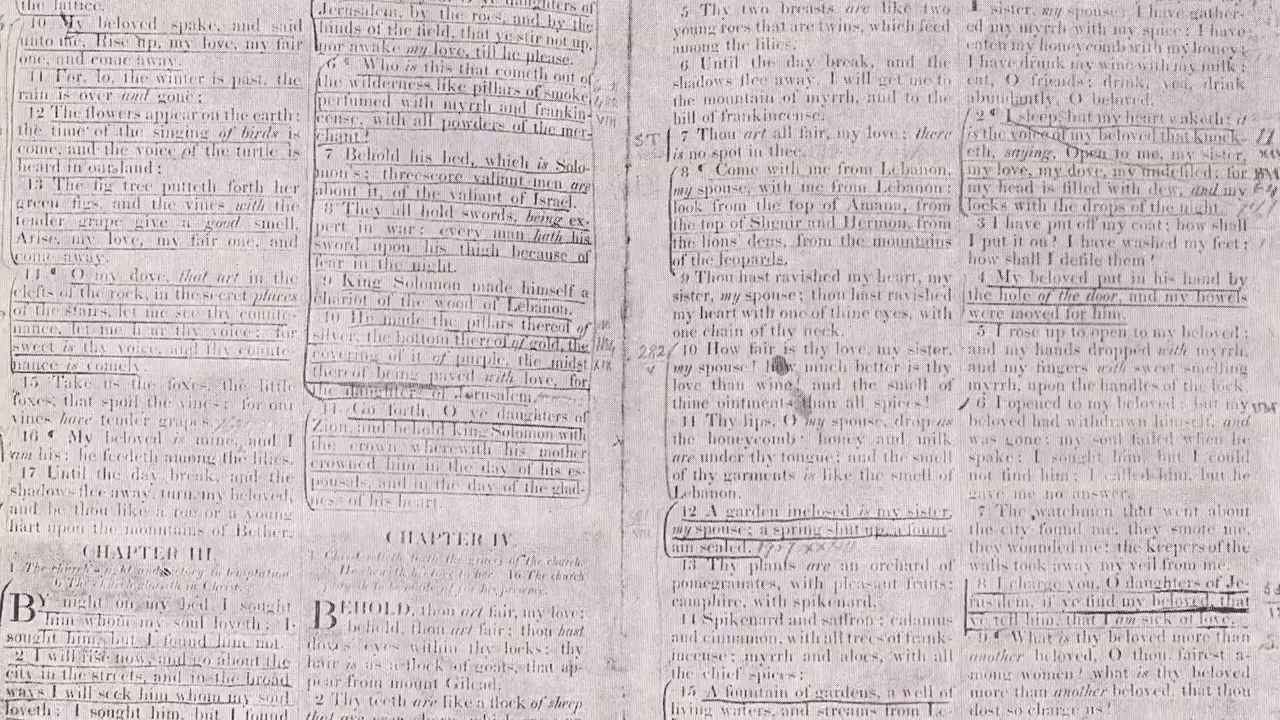 the lattice.
10 My beloved spake, and said
unto me, Rise up, my love, my fair
one, and come away.
11 For, lo, the winter is past, the
rain is over and gone;
12 The flowers appear on the earth;
the time of the singing of birds is
come, and the voice of the turtle is
heard in our land;
13 The fig tree putteth forth her
green figs, and the vines with the
tender grape give a good smell.
Arise, my love, my fair one, and
come away.
14 ¶ O my dove, that art in the
clefts of the rock, in the secret places
of the stairs, let me see thy counte-
nance, let me hear thy voice; for
sweet is thy voice, and thy counte-
nance is comely.
15 Take us the foxes, the little
foxes, that spoil the vines: for our
vines have tender grapes.
16 ¶ My beloved is mine, and I
am his: he feedeth among the lilies.
17 Until the day break, and the
shadows flee away, turn, my beloved,
and be thou like a roe or a young
hart upon the mountains of Bether.
CHAPTER III.
BY night on my bed I sought
him whom my soul loveth: I
sought him, but I found him not.
2 I will rise now, and go about the
city in the streets, and in the broad
ways I will seek him whom my soul
loveth: I sought him, but I found
daughters of
Jerusalem, by the roes, and by the
hinds of the field, that ye stir not up,
nor awake my love, till he please.
6 ¶ Who is this that cometh out of
the wilderness like pillars of smoke,
perfumed with myrrh and frankin-
cense, with all powders of the mer-
chant?
7 Behold his bed, which is Solo-
mon's; threescore valiant men are
about it, of the valiant of Israel.
8 They all hold swords, being ex-
pert in war: every man hath his
sword upon his thigh because of
fear in the night.
9 King Solomon made himself a
chariot of the wood of Lebanon.
10 He made the pillars thereof of
silver, the bottom thereof of gold, the
covering of it of purple, the midst
thereof being paved with love, for
the daughters of Jerusalem.
11 Go forth, O ye daughters of
Zion, and behold king Solomon with
the crown wherewith his mother
crowned him in the day of his es-
pousals, and in the day of the glad-
ness of his heart.
CHAPTER IV.
BEHOLD, thou art fair, my love;
behold, thou art fair; thou hast
doves' eyes within thy locks: thy
hair is as a flock of goats, that ap-
pear from mount Gilead.
2 Thy teeth are like a flock of sheep
5 Thy two breasts are like two
young roes that are twins, which feed
among the lilies.
6 Until the day break, and the
shadows flee away, I will get me to
the mountain of myrrh, and to the
hill of frankincense.
ST
7 Thou art all fair, my love; there
is no spot in thee.
8 ¶ Come with me from Lebanon,
my spouse, with me from Lebanon:
look from the top of Amana, from
the top of Shenir and Hermon, from
the lions' dens, from the mountains
of the leopards.
9 Thou hast ravished my heart, my
sister, my spouse; thou hast ravished
my heart with one of thine eyes, with
one chain of thy neck.
282
10 How fair is thy love, my sister,
my spouse! how much better is thy
love than wine! and the smell of
thine ointments than all spices!
11 Thy lips, O my spouse, drop as
the honeycomb: honey and milk
are under thy tongue; and the smell
of thy garments is like the smell of
Lebanon.
12 A garden inclosed is my sister,
my spouse; a spring shut up, a fount-
ain sealed.
13 Thy plants are an orchard of
pomegranates, with pleasant fruits;
camphire, with spikenard,
14 Spikenard and saffron; calamus
and cinnamon, with all trees of frank-
incense; myrrh and aloes, with all
the chief spices:
15 A fountain of gardens, a well of
living waters, and streams from Le-
sister, my spouse: I have gather-
ed my myrrh with my spice; I have
eaten my honeycomb with my honey;
I have drunk my wine with my milk:
eat, O friends; drink, yea, drink
abundantly, O beloved.
2 ¶ I sleep, but my heart waketh: it
is the voice of my beloved that knock-
eth, saying, Open to me, my sister,
my love, my dove, my undefiled: for
my head is filled with dew, and my
locks with the drops of the night.
3 I have put off my coat; how shall
I put it on? I have washed my feet;
how shall I defile them?
4 My beloved put in his hand by
the hole of the door, and my bowels
were moved for him.
5 I rose up to open to my beloved;
and my hands dropped with myrrh,
and my fingers with sweet smelling
myrrh, upon the handles of the lock.
6 I opened to my beloved; but my
beloved had withdrawn himself, and
was gone: my soul failed when he
spake: I sought him, but I could
not find him; I called him, but he
gave me no answer.
7 The watchmen that went about
the city found me, they smote me,
they wounded me; the keepers of the
walls took away my veil from me.
8 I charge you, O daughters of Je-
rusalem, if ye find my beloved, that
ye tell him, that I am sick of love.
9 ¶ What is thy beloved more than
another beloved, O thou fairest a-
mong women? what is thy beloved
more than another beloved, that thou
dost so charge us?